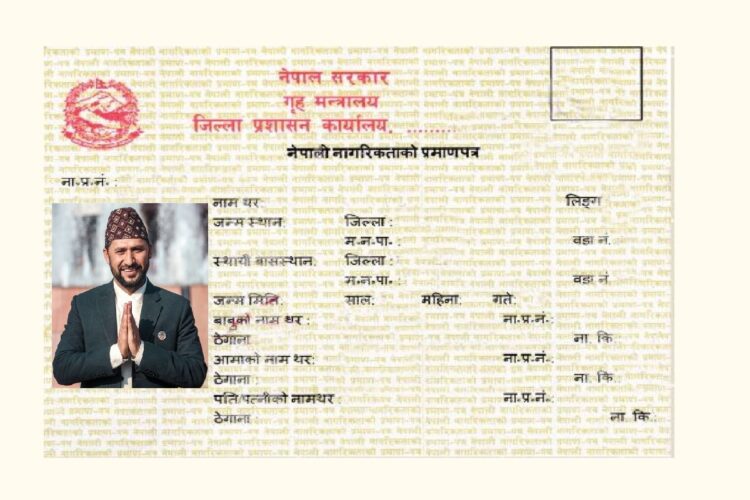 नेपाल सरकार
गृह मन्त्रालय
जिल्ला प्रशासन कार्यालय, .........
नेपाली नागरिकताको प्रमाणपत्र
ना.प्र.नं. :
नाम थर लिङ्ग
जन्म स्थान: जिल्ला :
म.न.पा. : वडा नं.
स्थायी बासस्थान: जिल्ला :
म.न.पा. : वडा नं
जन्म मिति: साल: महिना: गते:
बाबुको नाम थर : ना.प्र.नं.:
ठेगाना ना. कि.:
आमाको नाम थर: ना.प्र.नं.:
ठेगाना : ना. कि.:
पति/पत्नीको नामथर : ना.प्र.नं.:
ठेगाना : ना. कि.: